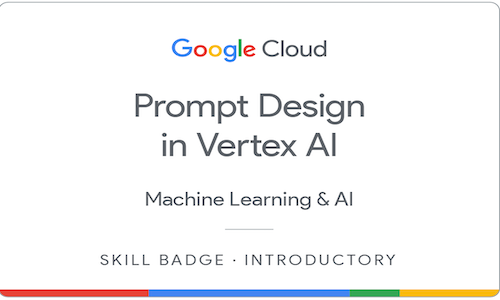 Google Cloud
Prompt Design
in Vertex AI
Machine Learning & AI
SKILL BADGE · INTRODUCTORY